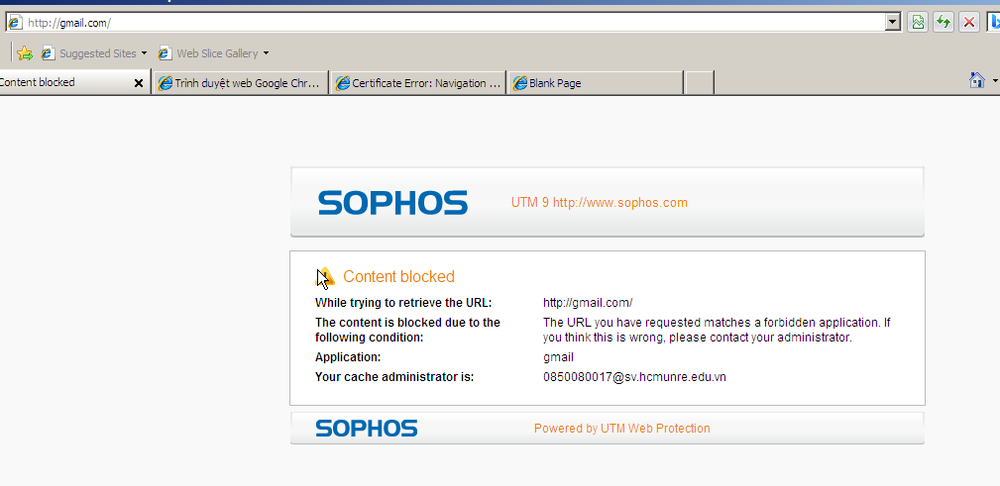 http://gmail.com/
Suggested Sites Web Slice Gallery
Content blocked Trình duyệt web Google Chr... Certificate Error: Navigation ... Blank Page
SOPHOS UTM 9 http://www.sophos.com
Content blocked
While trying to retrieve the URL: http://gmail.com/
The content is blocked due to the The URL you have requested matches a forbidden application. If
following condition: you think this is wrong, please contact your administrator.
Application: gmail
Your cache administrator is: 0850080017@sv.hcmunre.edu.vn
SOPHOS Powered by UTM Web Protection